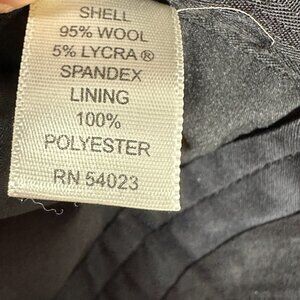 SHELL
95% WOOL
5% LYCRA ®
SPANDEX
LINING
100%
POLYESTER
RN 54023